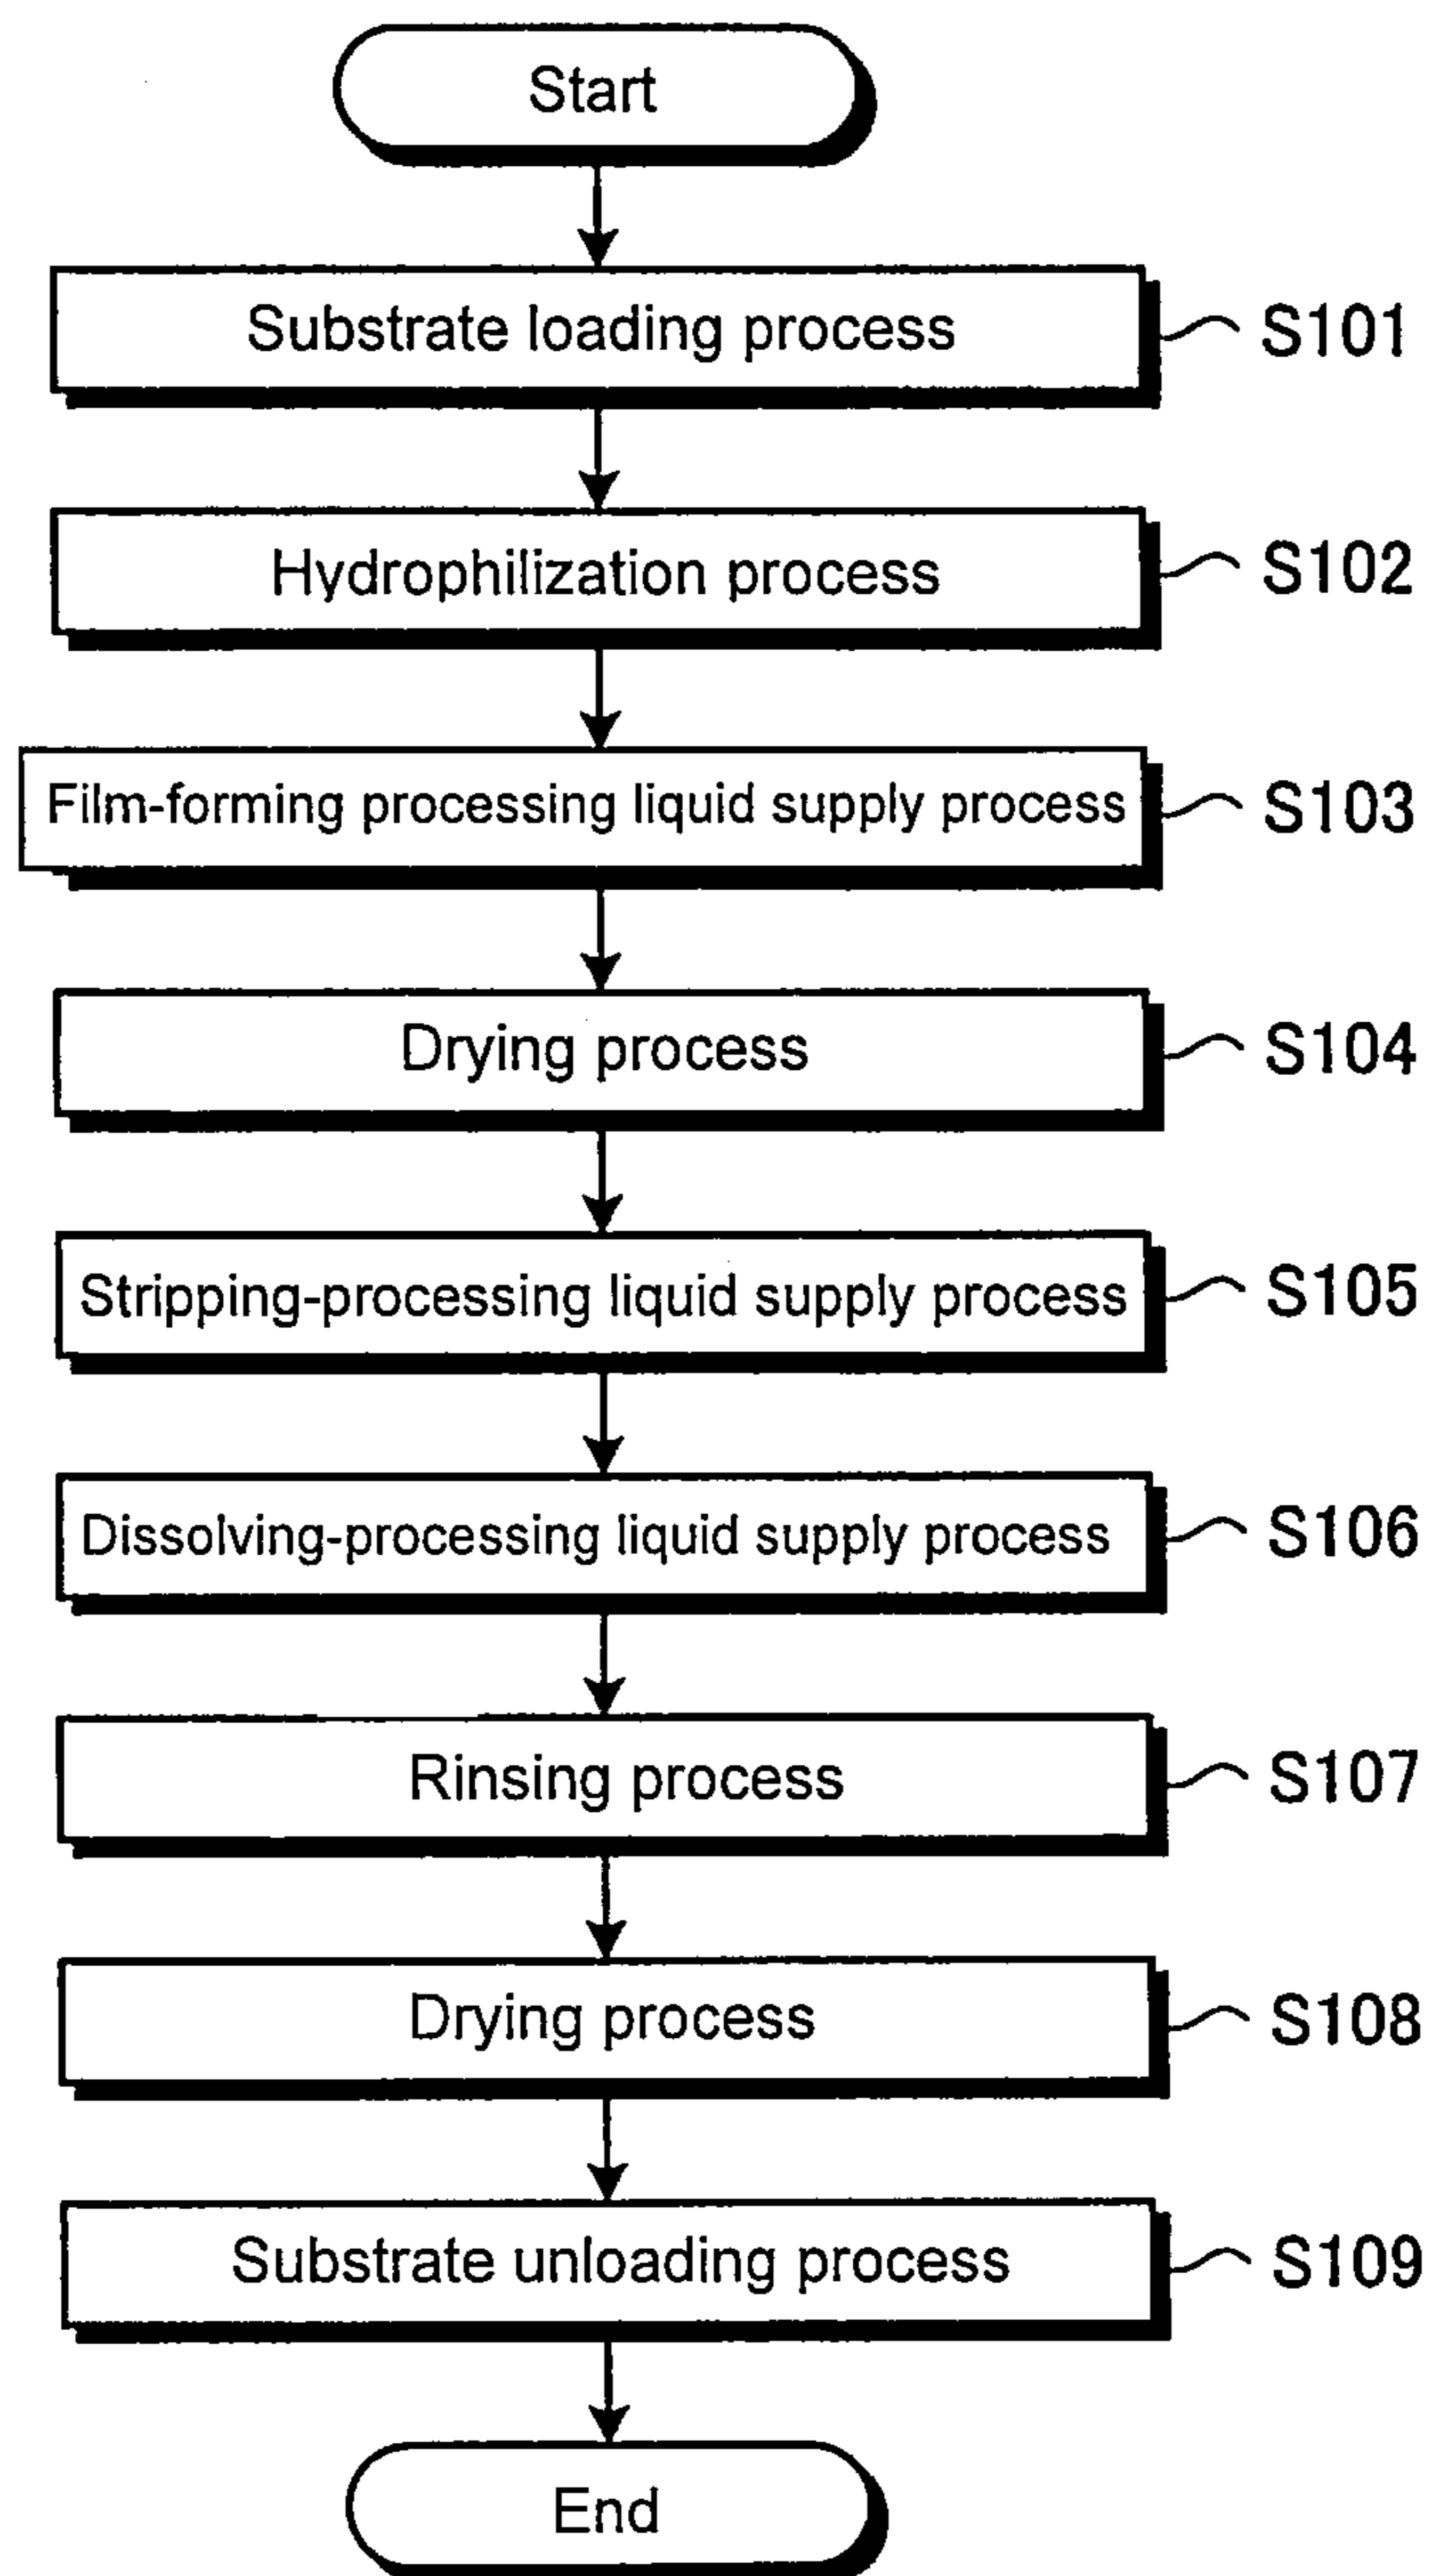 Start
Substrate loading process S101
Hydrophilization process S102
Film-forming processing liquid supply process S103
Drying process S104
Stripping-processing liquid supply process S105
Dissolving-processing liquid supply process S106
Rinsing process S107
Drying process S108
Substrate unloading process S109
End